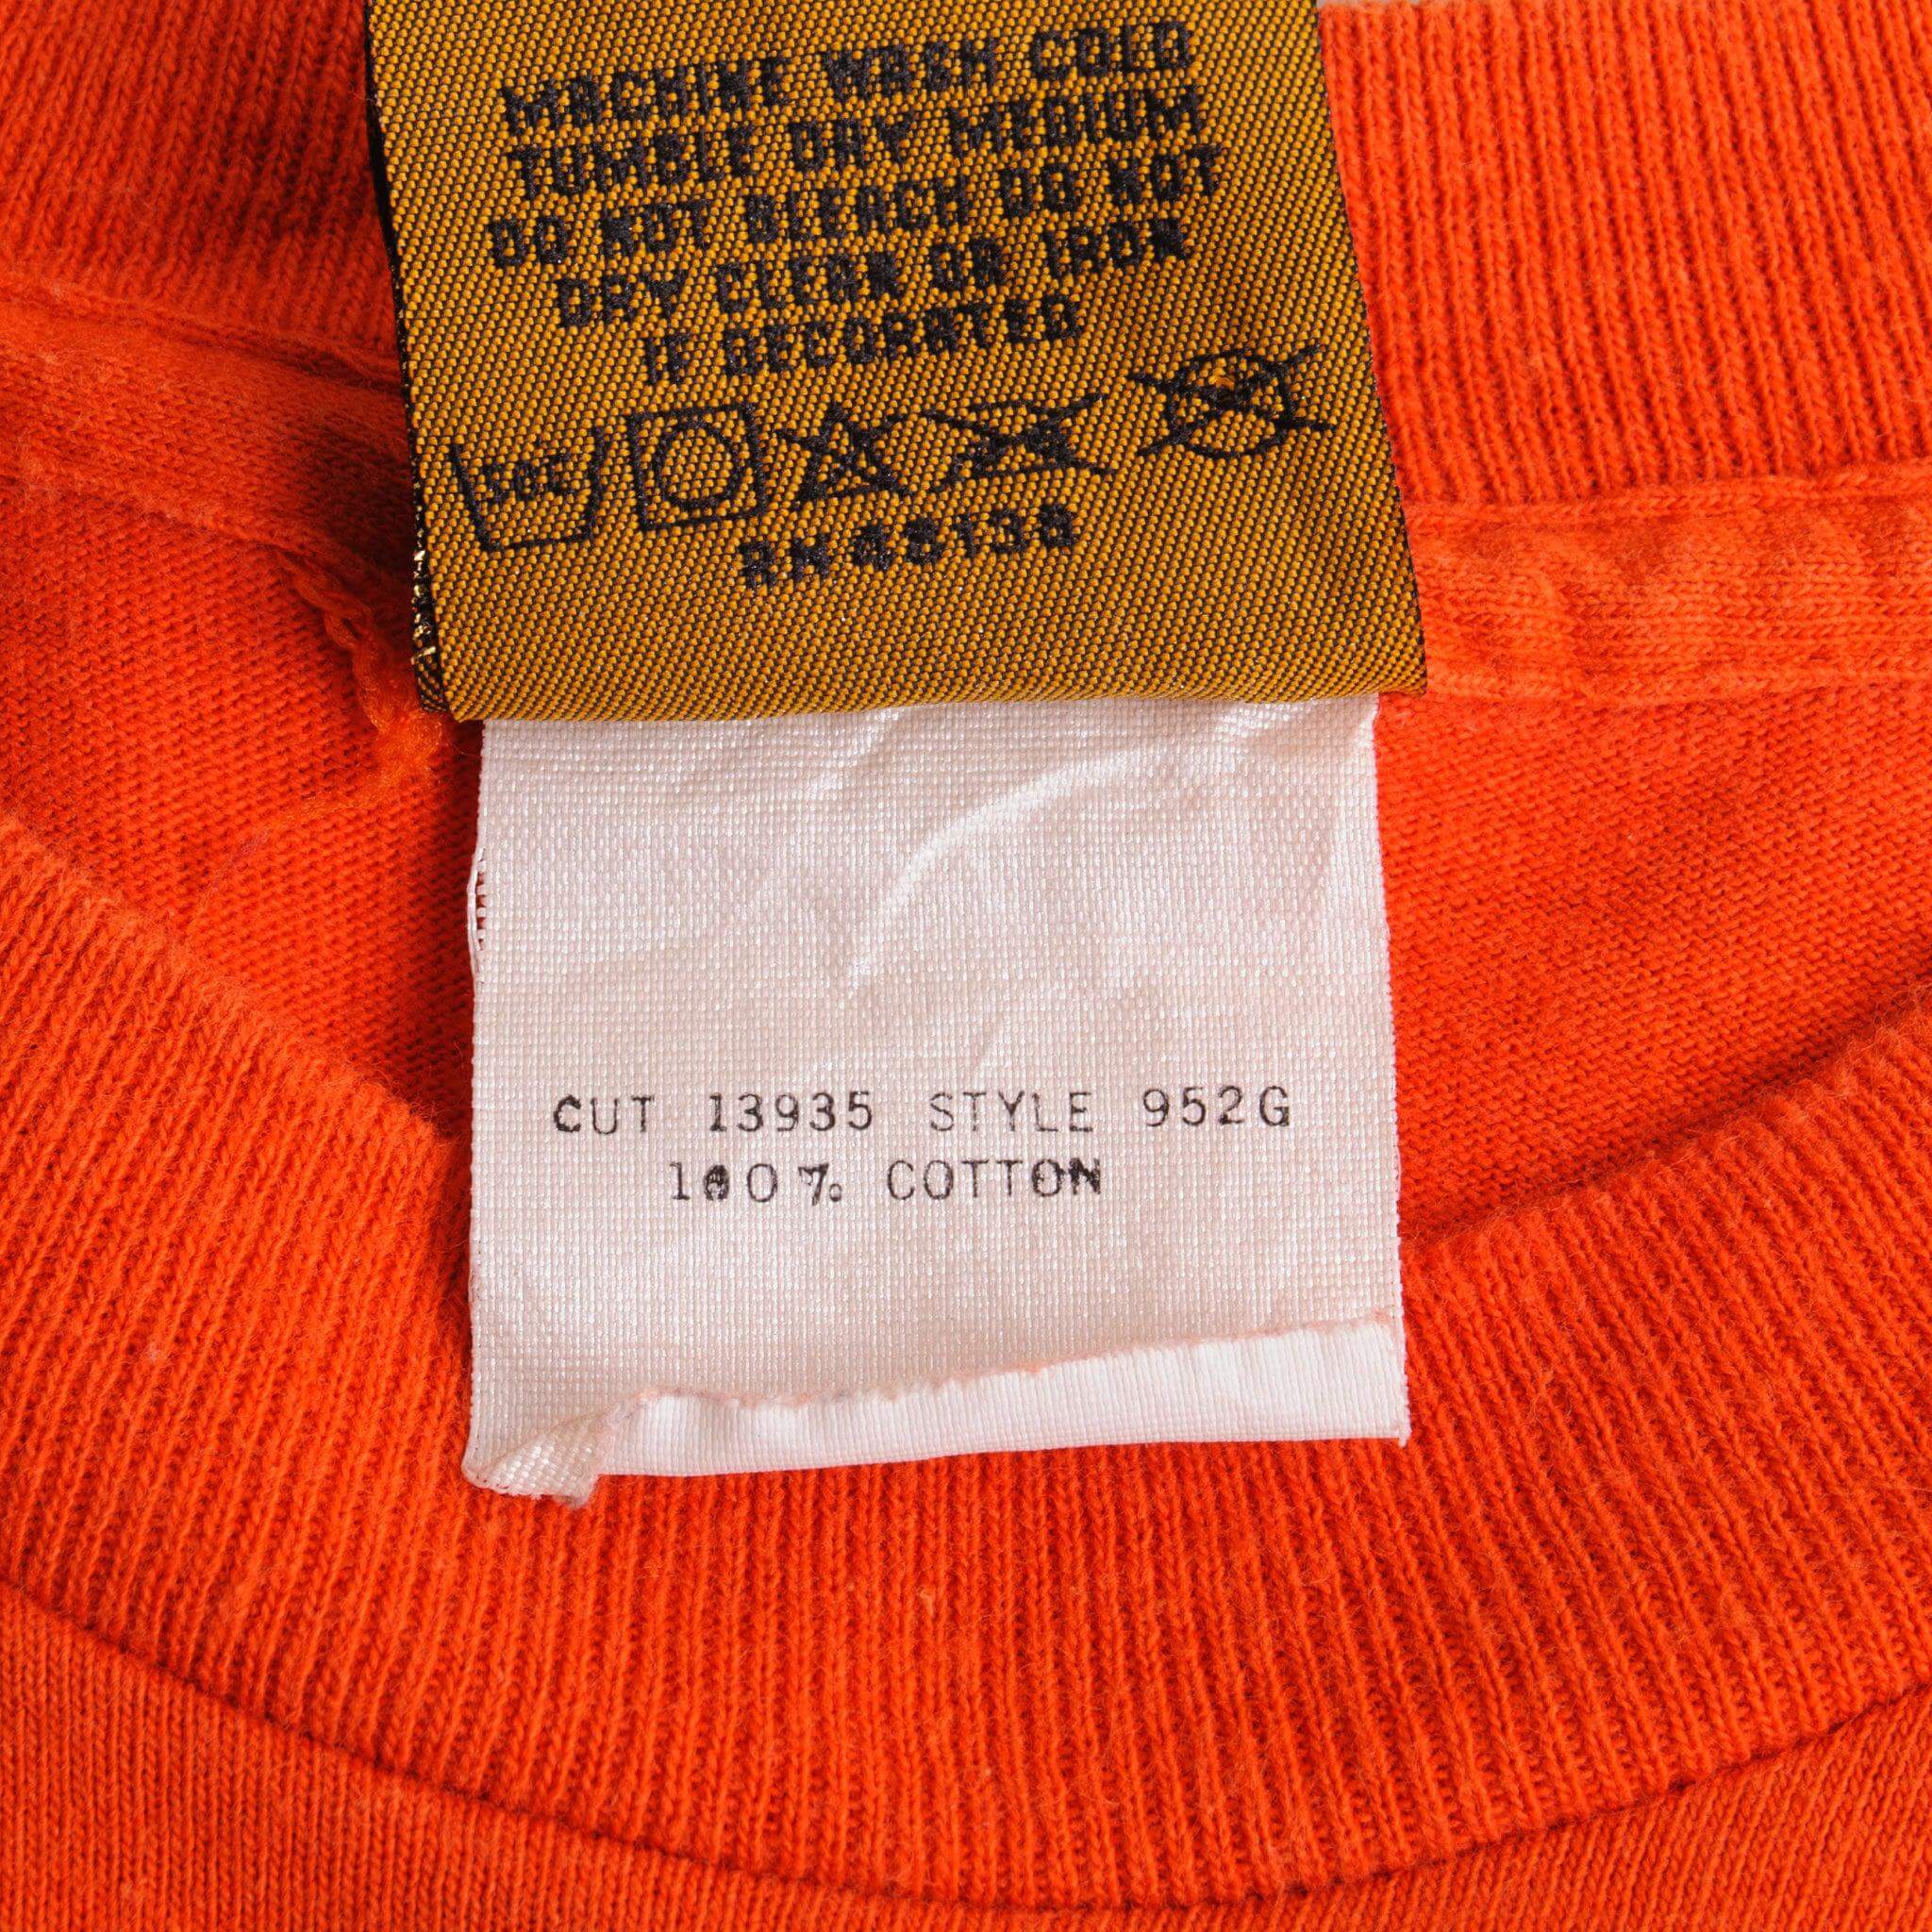 MACHINE WASH COLD
TUMBLE DRY MEDIUM
DO NOT BLEACH DO NOT
DRY CLEAN OR IRON
IF DECORATED
CUT 13935 STYLE 952G
100% COTTON